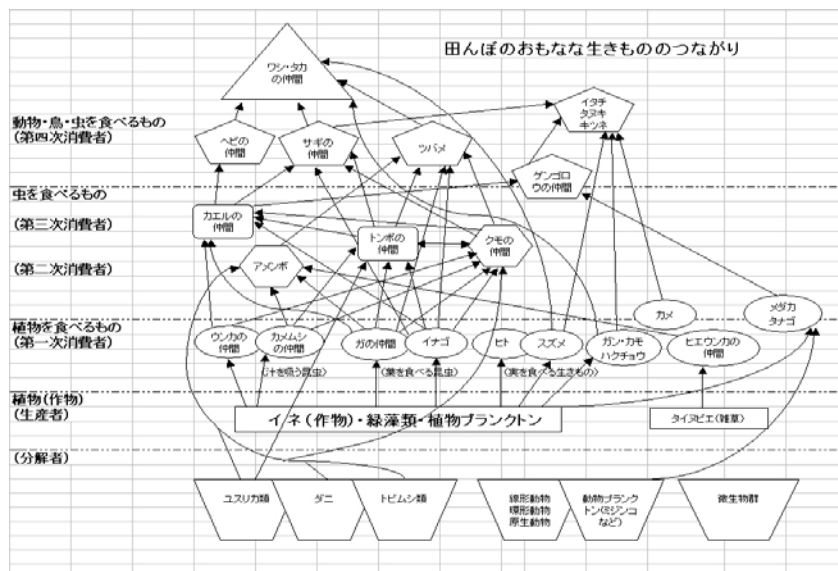 田んぼのおもなな生きもののつながり
ワシ・タカ
の仲間
イタチ
タヌキ
キツネ
動物・鳥・虫を食べるもの
(第四次消費者)
ヘビの
仲間
サギの
仲間
ツバメ
ゲンゴロ
ウの仲間
虫を食べるもの
(第三次消費者)
カエルの
仲間
トンボの
仲間
クモの
仲間
(第二次消費者)
アメンボ
カメ
メダカ
タナゴ
植物を食べるもの
(第一次消費者)
ウンカの
仲間
カメムシ
の仲間
ガの仲間
イナゴ
ヒト
スズメ
ガン・カモ
ハクチョウ
ヒエウンカの
仲間
(汁を吸う昆虫)
(葉を食べる昆虫)
(実を食べる生きもの)
植物(作物)
(生産者)
イネ(作物)・緑藻類・植物プランクトン
タイヌビエ(雑草)
(分解者)
ユスリカ類
ダニ
トビムシ類
線形動物
環形動物
原生動物
動物プランク
トン(ミジンコ
など)
微生物群